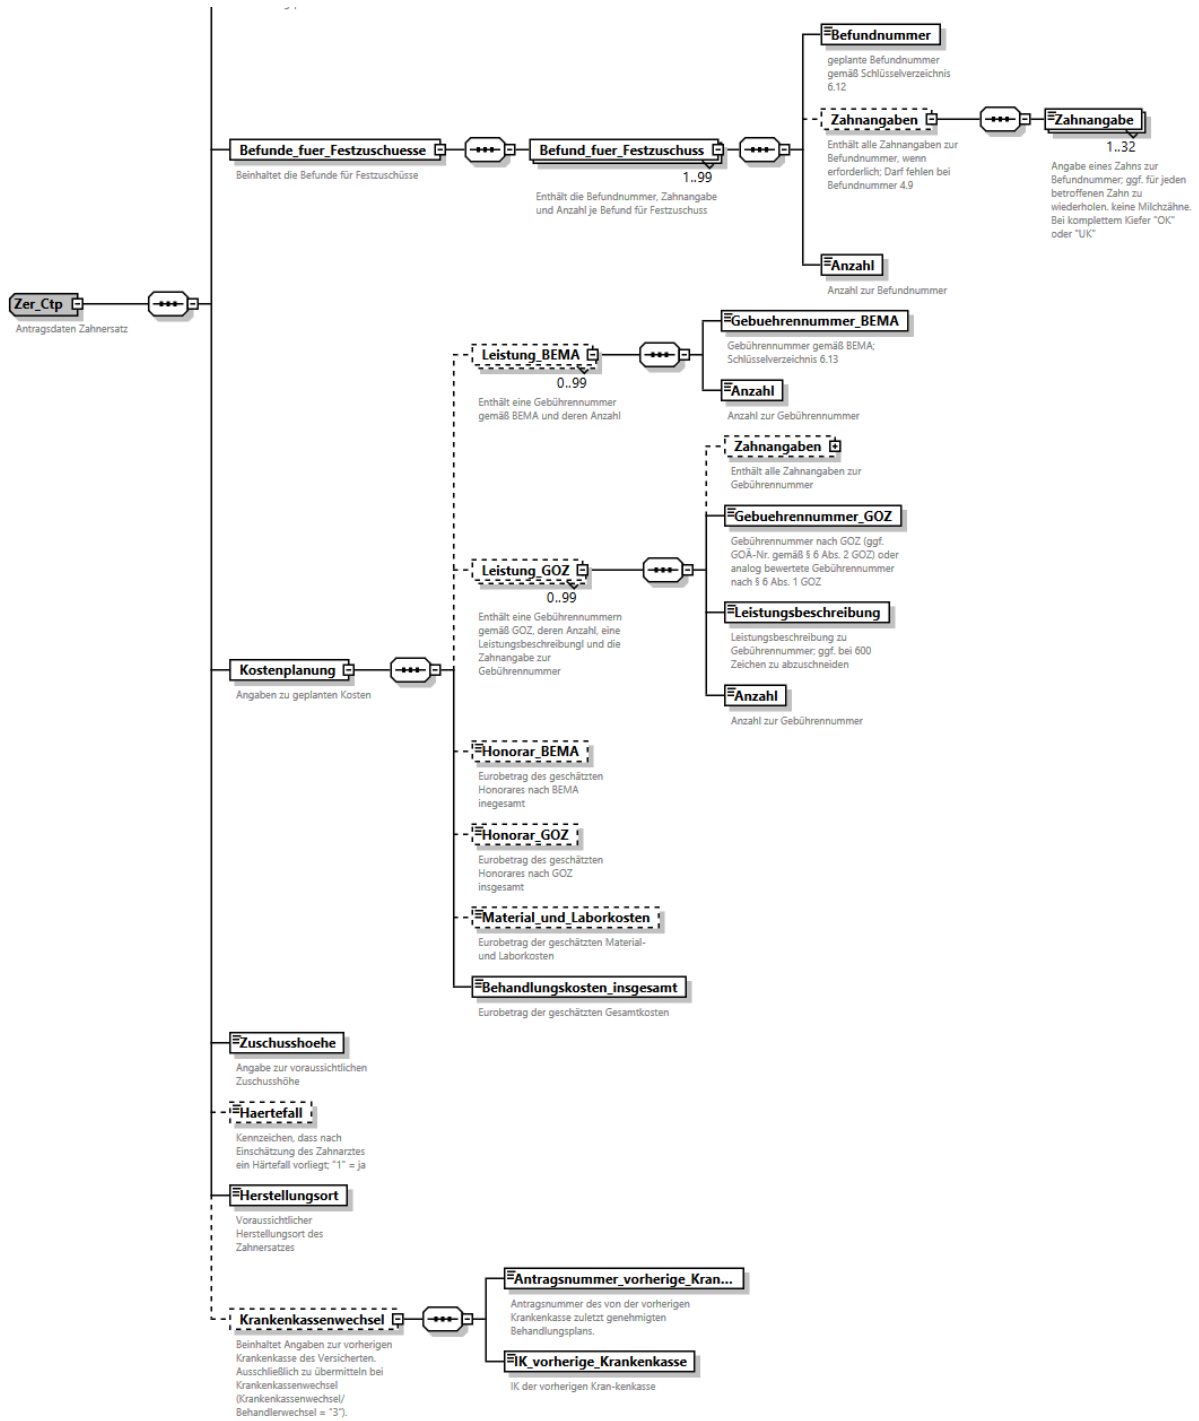 Befundnummer
geplante Befundnummer
gemäß Schlüsselverzeichnis
6.12
Zahnangaben
Enthält alle Zahnangaben zur
Befundnummer, wenn
erforderlich; Darf fehlen bei
Befundnummer 4.9
Zahnangabe
1..32
Angabe eines Zahns zur
Befundnummer; ggf. für jeden
betroffenen Zahn zu
wiederholen. keine Milchzähne.
Bei komplettem Kiefer "OK"
oder "UK"
Befunde_fuer_Festzuschuesse
Beinhaltet die Befunde für Festzuschüsse
Befund_fuer_Festzuschuss
1..99
Enthält die Befundnummer, Zahnangabe
und Anzahl je Befund für Festzuschuss
Anzahl
Anzahl zur Befundnummer
Zer_Ctp
Antragsdaten Zahnersatz
Leistung_BEMA
0..99
Enthält eine Gebührennummer
gemäß BEMA und deren Anzahl
Gebuehrennummer_BEMA
Gebührennummer gemäß BEMA;
Schlüsselverzeichnis 6.13
Anzahl
Anzahl zur Gebührennummer
Zahnangaben
Enthält alle Zahnangaben zur
Gebührennummer
Gebuehrennummer_GOZ
Gebührennummer nach GOZ (ggf.
GOÄ-Nr. gemäß § 6 Abs. 2 GOZ) oder
analog bewertete Gebührennummer
nach § 6 Abs. 1 GOZ
Leistung_GOZ
0..99
Enthält eine Gebührennummern
gemäß GOZ, deren Anzahl, eine
Leistungsbeschreibungl und die
Zahnangabe zur
Gebührennummer
Leistungsbeschreibung
Leistungsbeschreibung zu
Gebührennummer; ggf. bei 600
Zeichen zu abzuschneiden
Anzahl
Anzahl zur Gebührennummer
Kostenplanung
Angaben zu geplanten Kosten
Honorar_BEMA
Eurobetrag des geschätzten
Honorares nach BEMA
inegesamt
Honorar_GOZ
Eurobetrag des geschätzten
Honorares nach GOZ
insgesamt
Material_und_Laborkosten
Eurobetrag der geschätzten Material-
und Laborkosten
Behandlungskosten_insgesamt
Eurobetrag der geschätzten Gesamtkosten
Zuschusshoehe
Angabe zur voraussichtlichen
Zuschusshöhe
Haertefall
Kennzeichen, dass nach
Einschätzung des Zahnarztes
ein Härtefall vorliegt; "1" = ja
Herstellungsort
Voraussichtlicher
Herstellungsort des
Zahnersatzes
Krankenkassenwechsel
Beinhaltet Angaben zur vorherigen
Krankenkasse des Versicherten.
Ausschließlich zu übermitteln bei
Krankenkassenwechsel
(Krankenkassenwechsel/
Behandlerwechsel = "3").
Antragsnummer_vorherige_Kran...
Antragsnummer des von der vorherigen
Krankenkasse zuletzt genehmigten
Behandlungsplans.
IK_vorherige_Krankenkasse
IK der vorherigen Kran-kenkasse